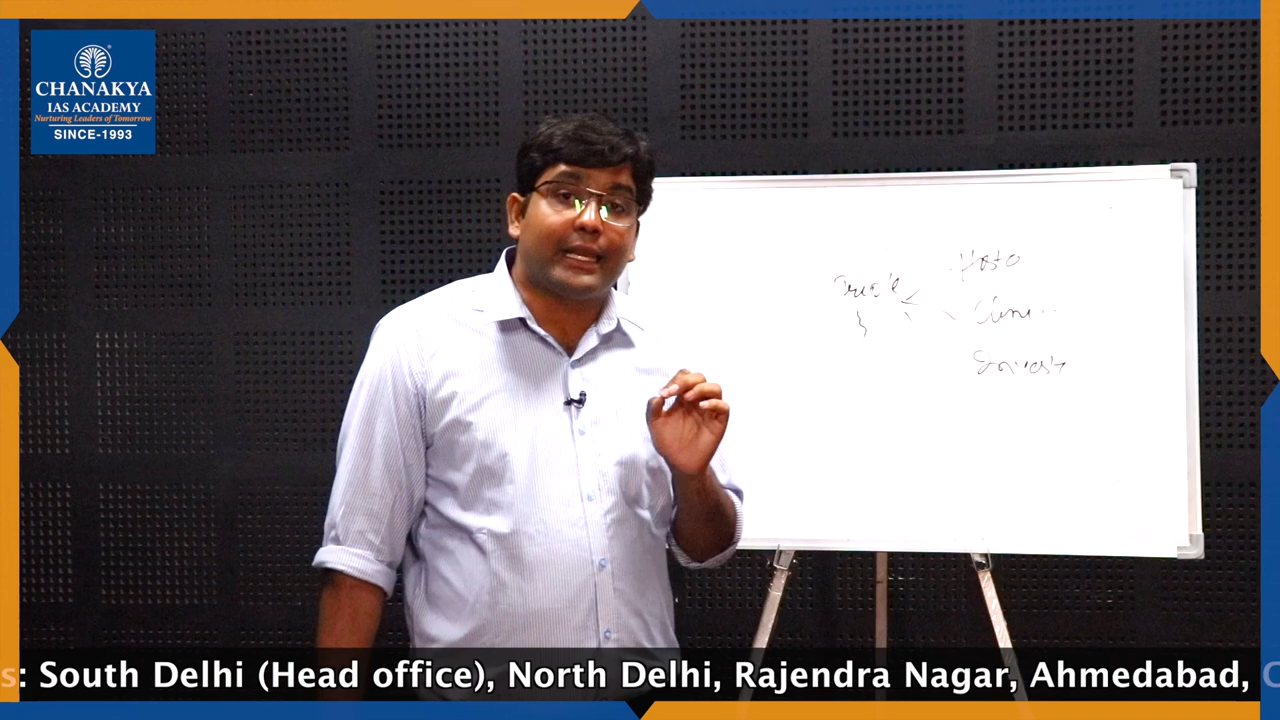 CHANAKYA
IAS ACADEMY
Nurturing Leaders of Tomorrow
SINCE-1993
s: South Delhi (Head office), North Delhi, Rajendra Nagar, Ahmedabad, C